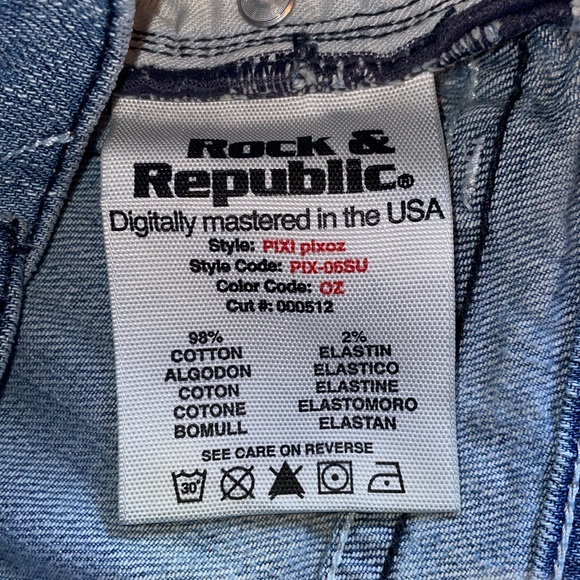 Rock &
Republic®
Digitally mastered in the USA
Style: PIXI pixoz
Style Code: PIX-05SU
Color Code: OZ
Cut #: 000512
98% 2%
COTTON ELASTIN
ALGODON ELASTICO
COTON ELASTINE
COTONE ELASTOMORO
BOMULL ELASTAN
SEE CARE ON REVERSE
30°